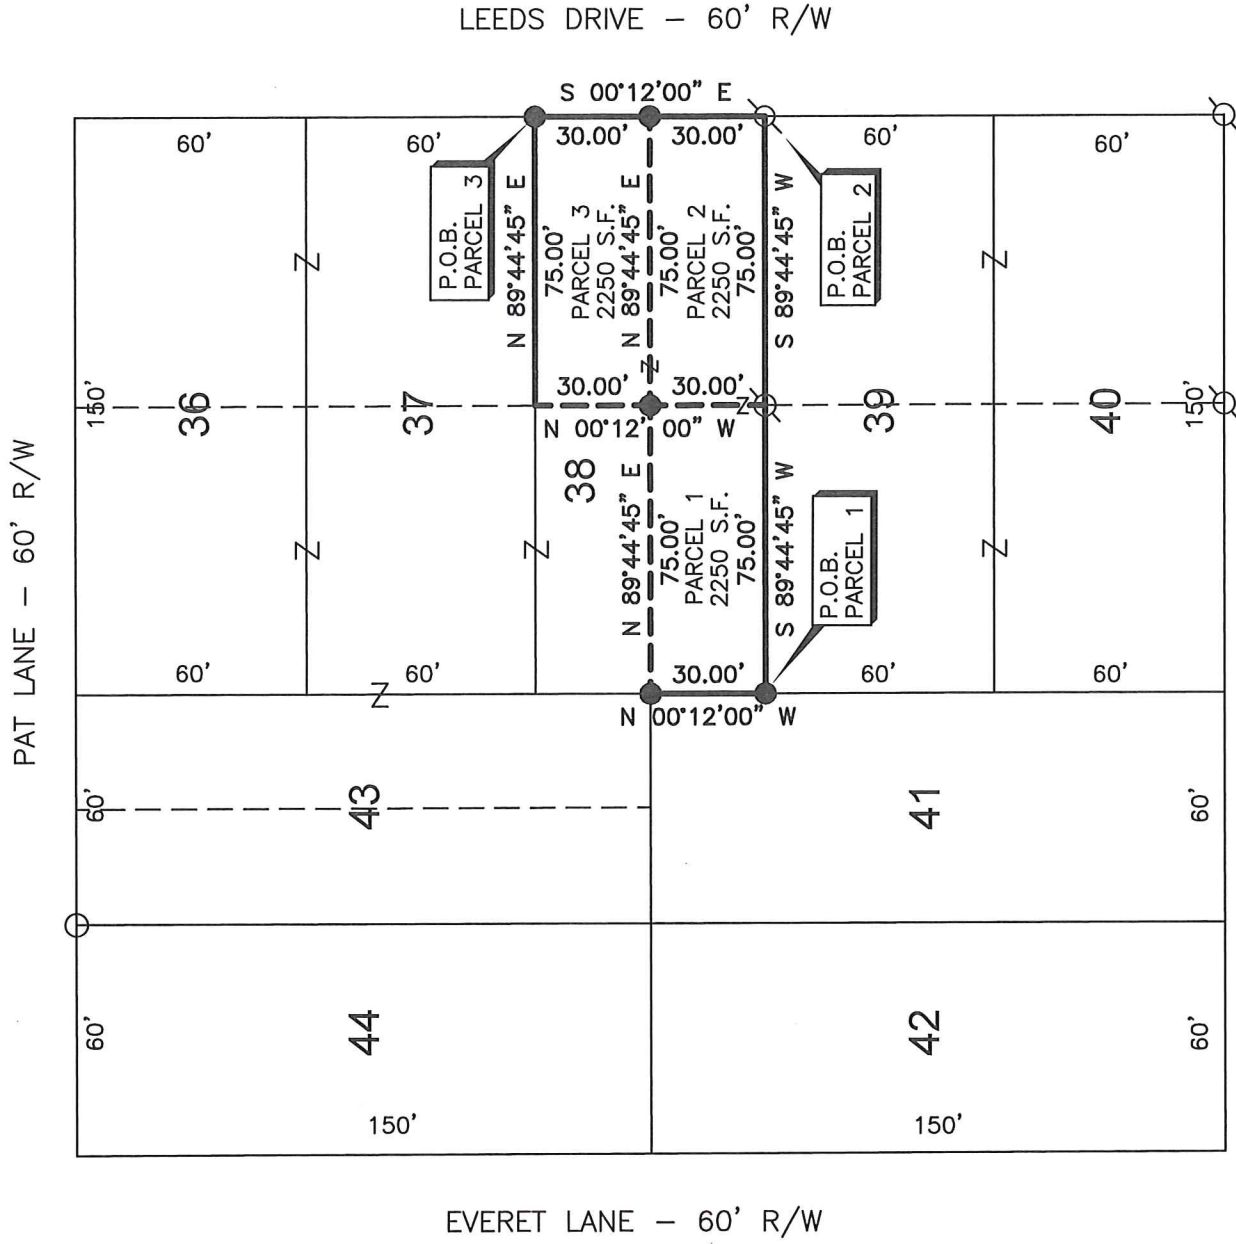 LEEDS DRIVE - 60' R/W
S 00°12'00" E
60'
60'
30.00'
30.00'
60'
60'
P.O.B.
PARCEL 3
N 89°44'45" E
75.00'
PARCEL 3
2250 S.F.
N 89°44'45" E
75.00'
PARCEL 2
2250 S.F.
75.00'
S 89°44'45" W
P.O.B.
PARCEL 2
Z
Z
Z
30.00'
30.00'
150'
36
37
Z
39
40
150'
N 00°12'00" W
38
N 89°44'45" E
75.00'
PARCEL 1
2250 S.F.
75.00'
S 89°44'45" W
P.O.B.
PARCEL 1
Z
Z
Z
60'
60'
30.00'
60'
60'
Z
N 00°12'00" W
PAT LANE - 60' R/W
60'
43
41
60'
60'
44
42
60'
150'
150'
EVERET LANE - 60' R/W